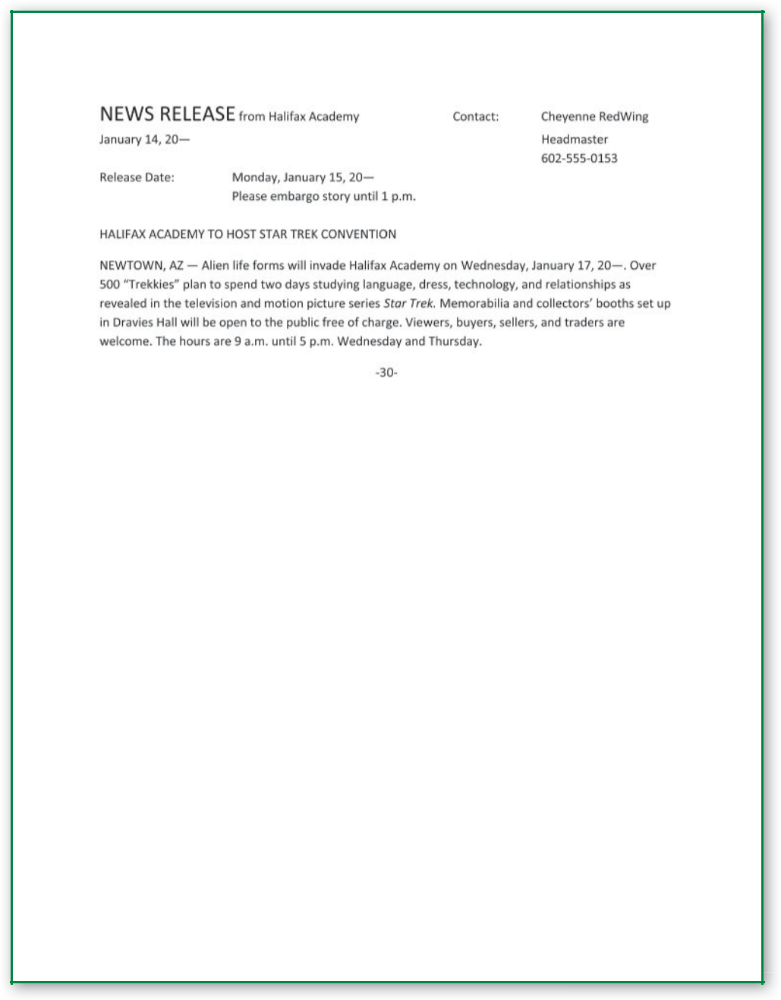 NEWS RELEASE from Halifax Academy Contact: Cheyenne RedWing
January 14, 20— Headmaster
602-555-0153
Release Date: Monday, January 15, 20—
Please embargo story until 1 p.m.
HALIFAX ACADEMY TO HOST STAR TREK CONVENTION
NEWTOWN, AZ — Alien life forms will invade Halifax Academy on Wednesday, January 17, 20—. Over
500 “Trekkies” plan to spend two days studying language, dress, technology, and relationships as
revealed in the television and motion picture series Star Trek. Memorabilia and collectors’ booths set up
in Dravies Hall will be open to the public free of charge. Viewers, buyers, sellers, and traders are
welcome. The hours are 9 a.m. until 5 p.m. Wednesday and Thursday.
-30-